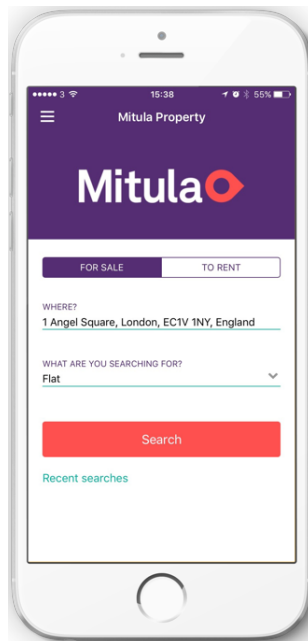 3 15:38 55%
Mitula Property
Mitula
FOR SALE TO RENT
WHERE?
1 Angel Square, London, EC1V 1NY, England
WHAT ARE YOU SEARCHING FOR?
Flat
Search
Recent searches